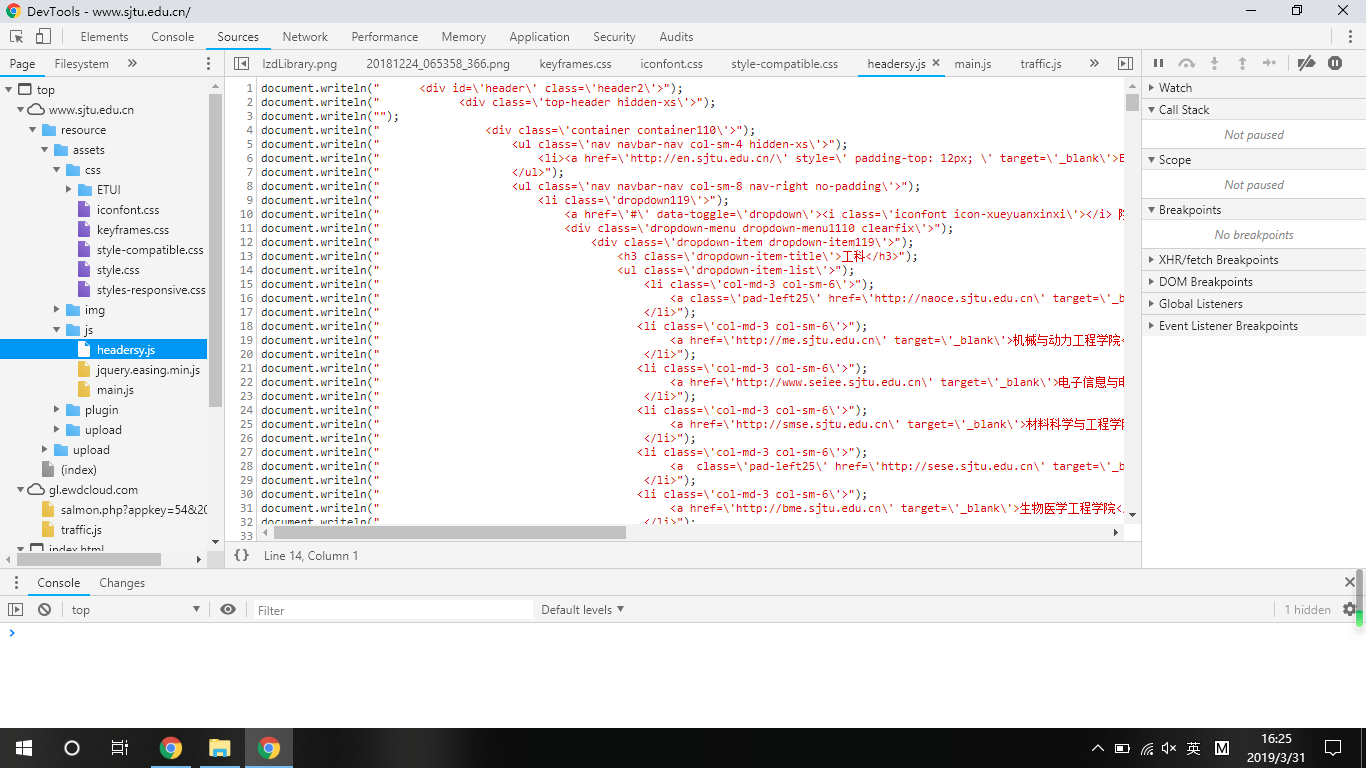 DevTools - www.sjtu.edu.cn/
Elements Console Sources Network Performance Memory Application Security Audits
Page Filesystem
lzdLibrary.png 20181224_065358_366.png keyframes.css iconfont.css style-compatible.css headersy.js main.js traffic.js
top
www.sjtu.edu.cn
resource
assets
css
ETUI
iconfont.css
keyframes.css
style-compatible.css
style.css
styles-responsive.css
img
js
headersy.js
jquery.easing.min.js
main.js
plugin
upload
upload
(index)
gl.ewdcloud.com
salmon.php?appkey=54&20
traffic.js
index.html
1 document.writeln(" <div id=\'header\' class=\'header2\'>");
2 document.writeln(" <div class=\'top-header hidden-xs\'>");
3 document.writeln("");
4 document.writeln(" <div class=\'container container110\'>");
5 document.writeln(" <ul class=\'nav navbar-nav col-sm-4 hidden-xs\'>");
6 document.writeln(" <li><a href=\'http://en.sjtu.edu.cn/\' style=\' padding-top: 12px; \' target=\'_blank\'>E
7 document.writeln(" </ul>");
8 document.writeln(" <ul class=\'nav navbar-nav col-sm-8 nav-right no-padding\'>");
9 document.writeln(" <li class=\'dropdown119\'>");
10 document.writeln(" <a href=\'#\' data-toggle=\'dropdown\'><i class=\'iconfont icon-xueyuanxinxi\'></i> 院
11 document.writeln(" <div class=\'dropdown-menu dropdown-menu1110 clearfix\'>");
12 document.writeln(" <div class=\'dropdown-item dropdown-item119\'>");
13 document.writeln(" <h3 class=\'dropdown-item-title\'>工科</h3>");
14 document.writeln(" <ul class=\'dropdown-item-list\'>");
15 document.writeln(" <li class=\'col-md-3 col-sm-6\'>");
16 document.writeln(" <a class=\'pad-left25\' href=\'http://naoce.sjtu.edu.cn\' target=\'_b
17 document.writeln(" </li>");
18 document.writeln(" <li class=\'col-md-3 col-sm-6\'>");
19 document.writeln(" <a href=\'http://me.sjtu.edu.cn\' target=\'_blank\'>机械与动力工程学院<
20 document.writeln(" </li>");
21 document.writeln(" <li class=\'col-md-3 col-sm-6\'>");
22 document.writeln(" <a href=\'http://www.seiee.sjtu.edu.cn\' target=\'_blank\'>电子信息与电
23 document.writeln(" </li>");
24 document.writeln(" <li class=\'col-md-3 col-sm-6\'>");
25 document.writeln(" <a href=\'http://smse.sjtu.edu.cn\' target=\'_blank\'>材料科学与工程学院
26 document.writeln(" </li>");
27 document.writeln(" <li class=\'col-md-3 col-sm-6\'>");
28 document.writeln(" <a class=\'pad-left25\' href=\'http://sese.sjtu.edu.cn\' target=\'_b
29 document.writeln(" </li>");
30 document.writeln(" <li class=\'col-md-3 col-sm-6\'>");
31 document.writeln(" <a href=\'http://bme.sjtu.edu.cn\' target=\'_blank\'>生物医学工程学院<
32 document.writeln(" </li>");
33
{} Line 14, Column 1
Watch
Call Stack
Not paused
Scope
Not paused
Breakpoints
No breakpoints
XHR/fetch Breakpoints
DOM Breakpoints
Global Listeners
Event Listener Breakpoints
Console Changes
top Filter Default levels 1 hidden
英 M
16:25
2019/3/31